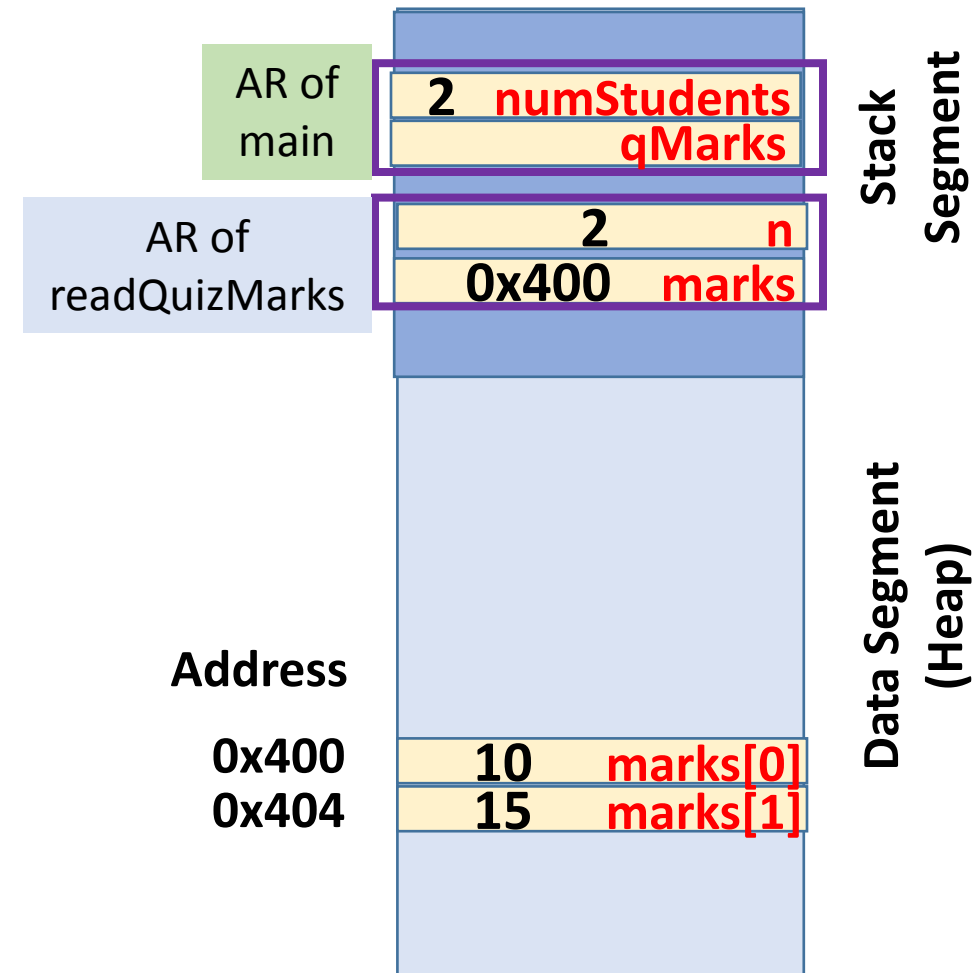 AR of
main
2 numStudents
qMarks
Stack
Segment
AR of
readQuizMarks
2 n
0x400 marks
Data Segment
(Heap)
Address
0x400 10 marks[0]
0x404 15 marks[1]